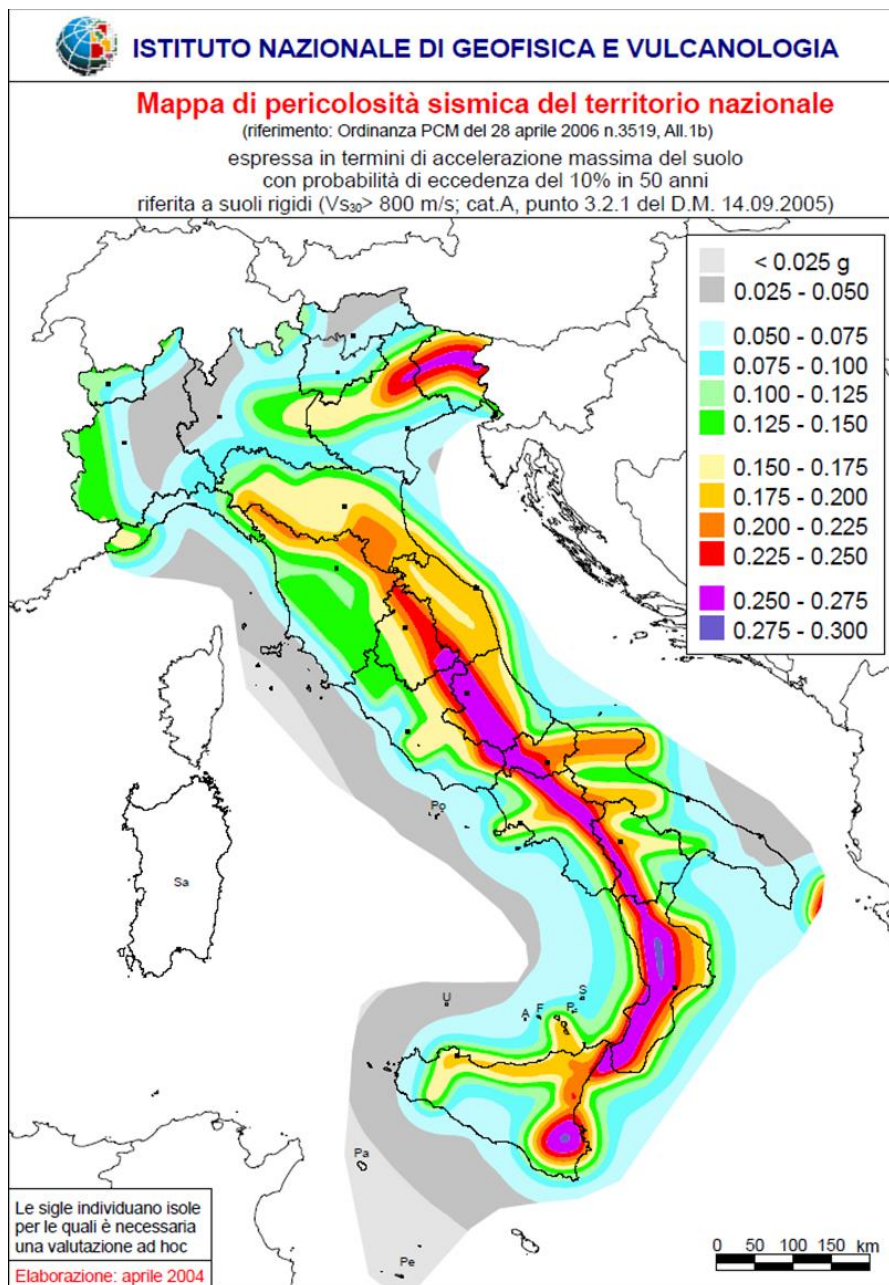 ISTITUTO NAZIONALE DI GEOFISICA E VULCANOLOGIA
Mappa di pericolosità sismica del territorio nazionale
(riferimento: Ordinanza PCM del 28 aprile 2006 n.3519, All.1b)
espressa in termini di accelerazione massima del suolo
con probabilità di eccedenza del 10% in 50 anni
riferita a suoli rigidi (Vs30> 800 m/s; cat.A, punto 3.2.1 del D.M. 14.09.2005)
< 0.025 g
0.025 - 0.050
0.050 - 0.075
0.075 - 0.100
0.100 - 0.125
0.125 - 0.150
0.150 - 0.175
0.175 - 0.200
0.200 - 0.225
0.225 - 0.250
0.250 - 0.275
0.275 - 0.300
Po
Sa
U
A
F
P
S
Pa
Pe
Le sigle individuano isole
per le quali è necessaria
una valutazione ad hoc
Elaborazione: aprile 2004
0 50 100 150 km